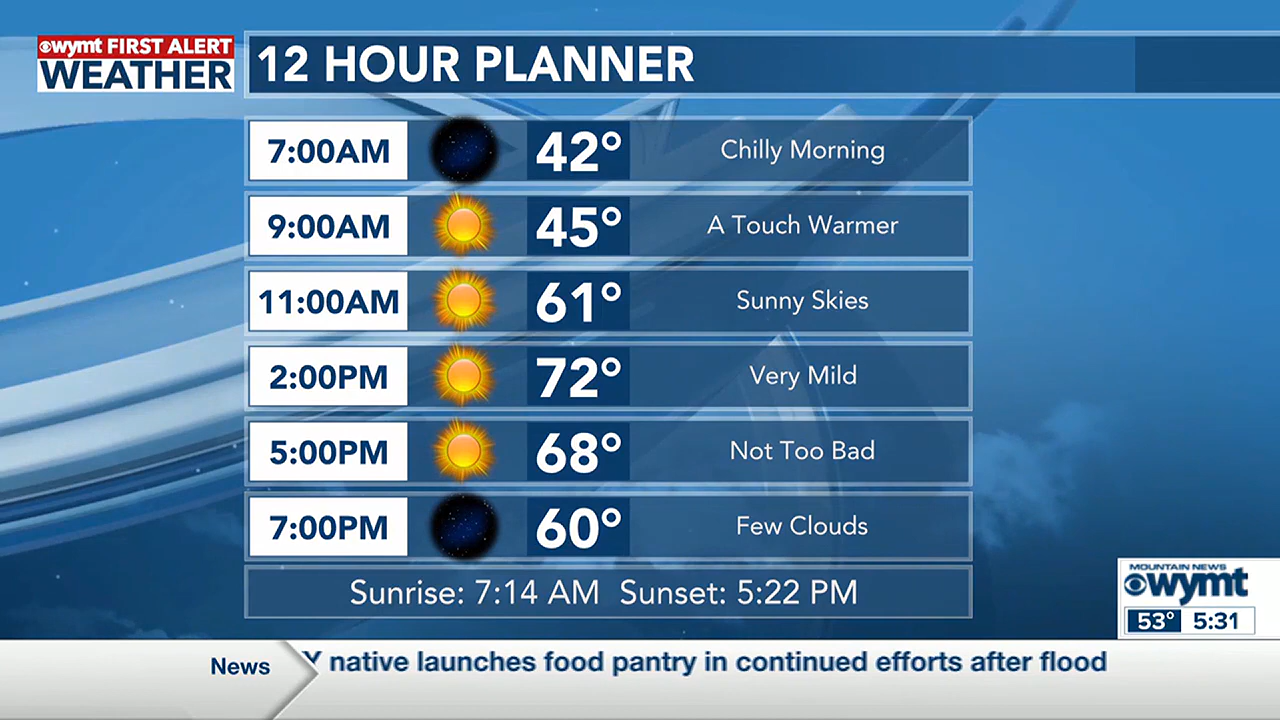 wymt FIRST ALERT
WEATHER
12 HOUR PLANNER
7:00AM 42° Chilly Morning
9:00AM 45° A Touch Warmer
11:00AM 61° Sunny Skies
2:00PM 72° Very Mild
5:00PM 68° Not Too Bad
7:00PM 60° Few Clouds
Sunrise: 7:14 AM Sunset: 5:22 PM
MOUNTAIN NEWS
wymt
53° 5:31
News Y native launches food pantry in continued efforts after flood